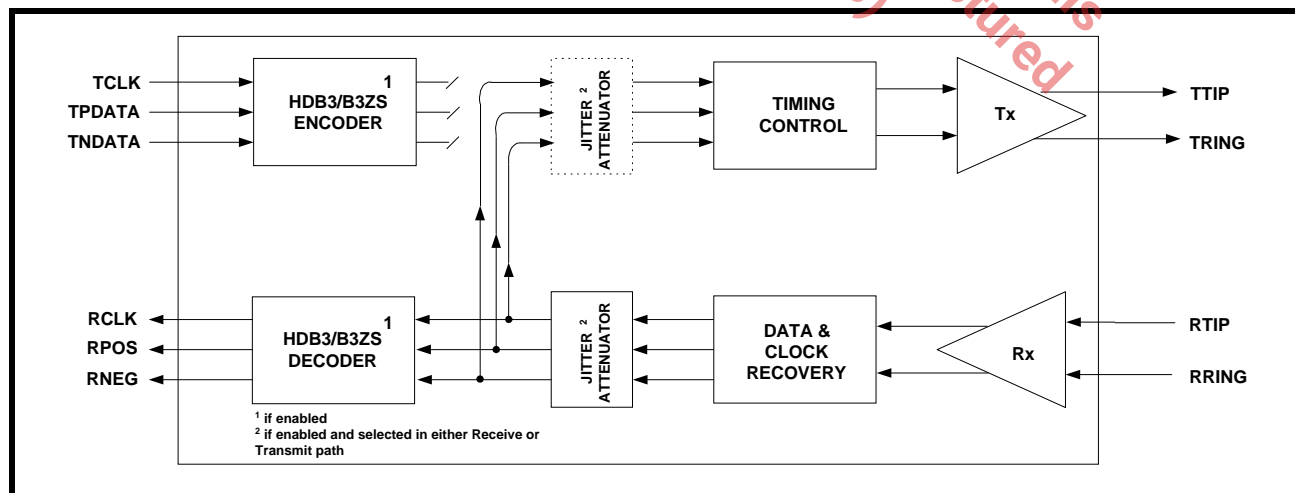 TCLK
TPDATA
TNDATA
HDB3/B3ZS 1
ENCODER
JITTER 2
ATTENUATOR
TIMING
CONTROL
Tx
TTIP
TRING
RCLK
RPOS
RNEG
HDB3/B3ZS 1
DECODER
JITTER 2
ATTENUATOR
DATA &
CLOCK
RECOVERY
Rx
RTIP
RRING
1 if enabled
2 if enabled and selected in either Receive or
Transmit path